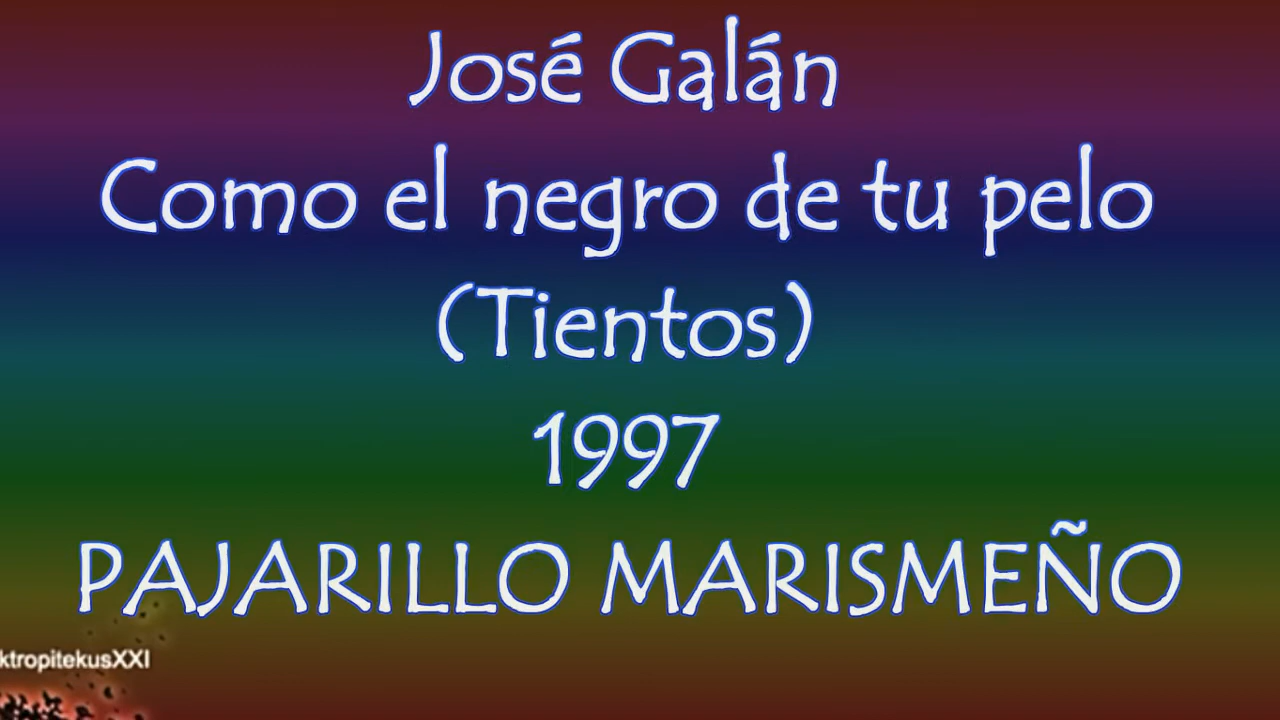 José Galán
Como el negro de tu pelo
(Tientos)
1997
PAJARILLO MARISMEÑO
ktropitekusXXI